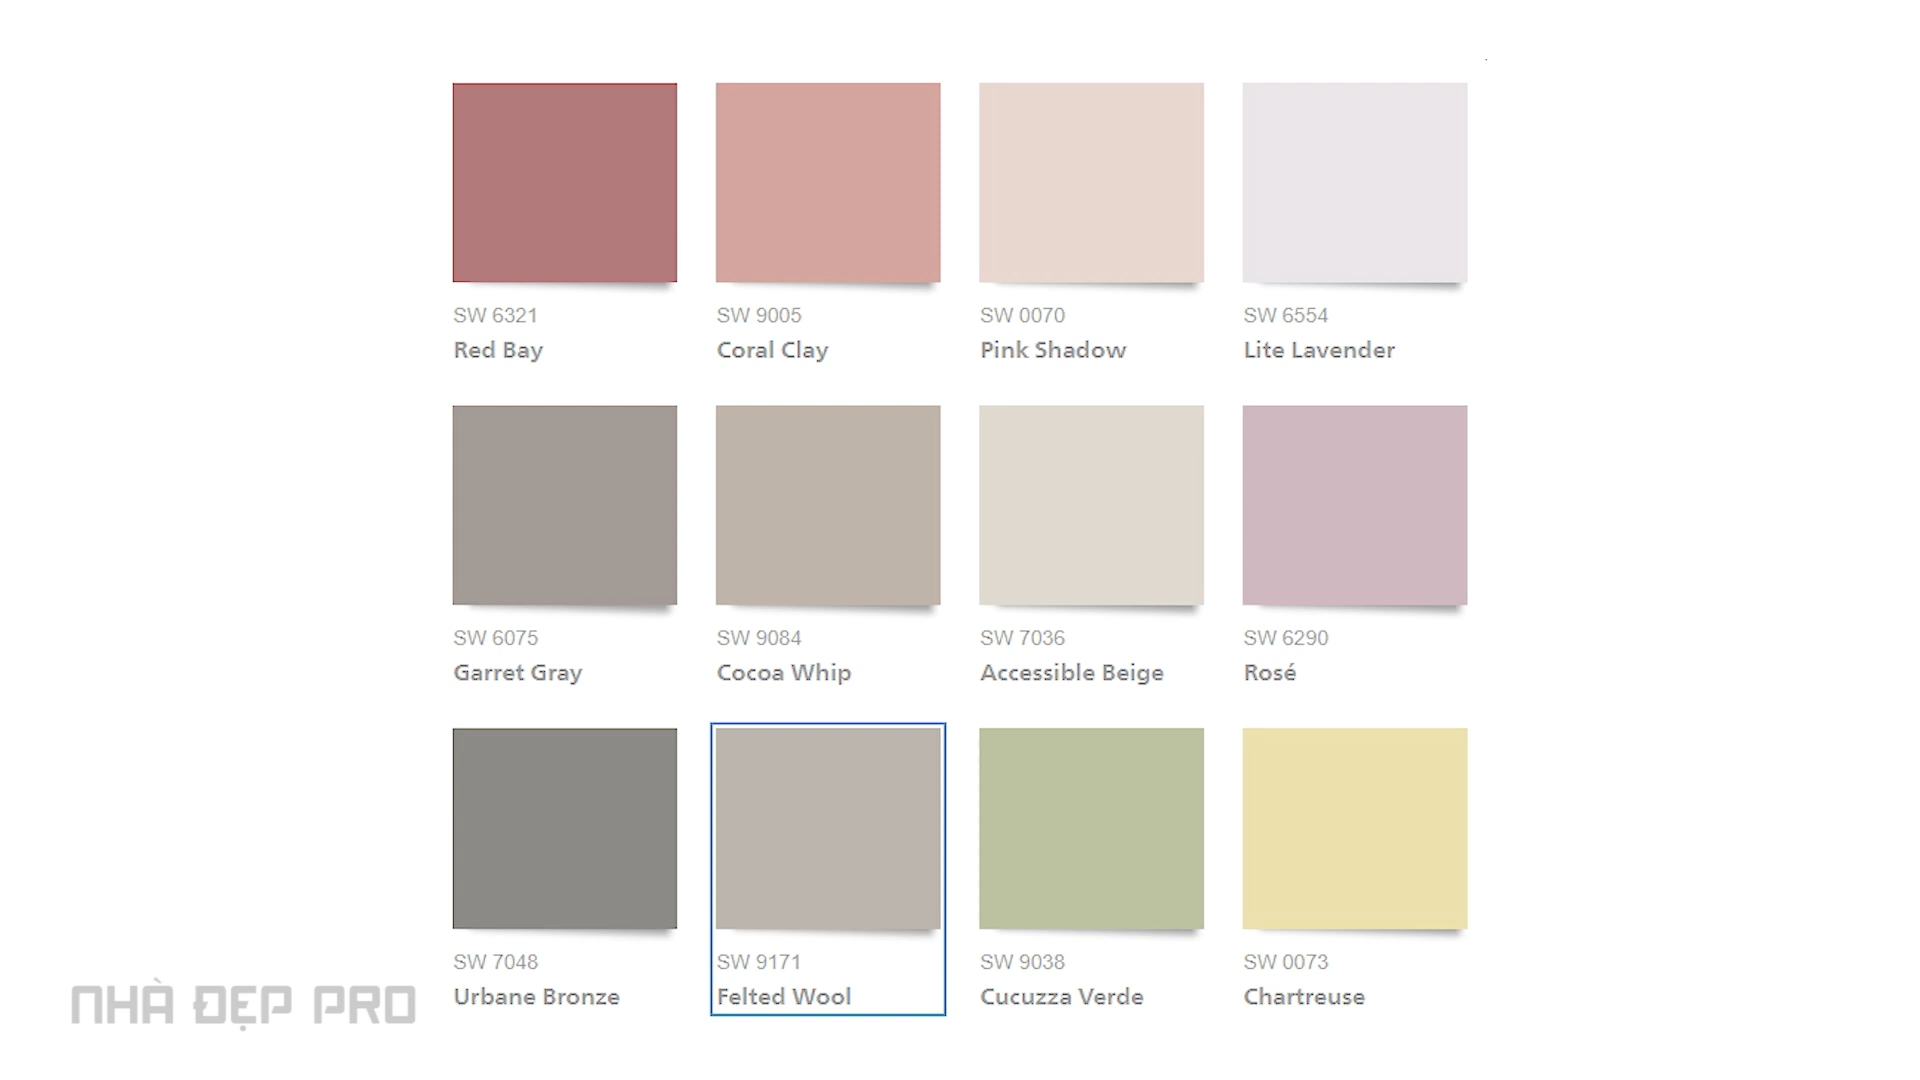 SW 6321
Red Bay
SW 9005
Coral Clay
SW 0070
Pink Shadow
SW 6554
Lite Lavender
SW 6075
Garret Gray
SW 9084
Cocoa Whip
SW 7036
Accessible Beige
SW 6290
Rosé
SW 7048
Urbane Bronze
SW 9171
Felted Wool
SW 9038
Cucuzza Verde
SW 0073
Chartreuse
NHÀ ĐẸP PRO